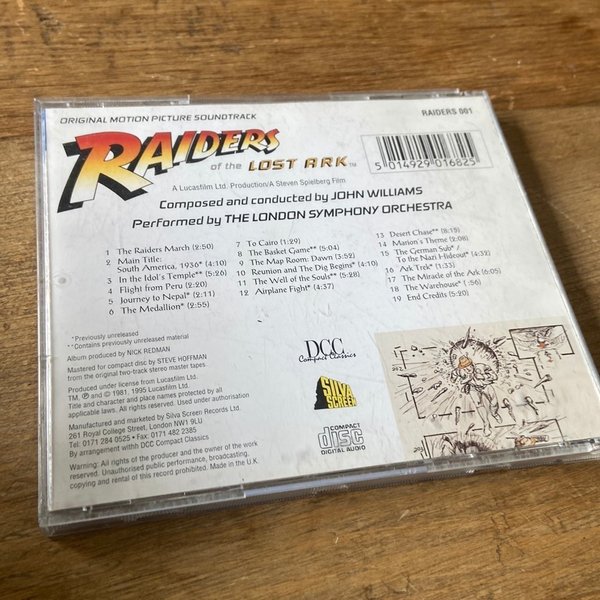 ORIGINAL MOTION PICTURE SOUNDTRACK
RAIDERS 001
RAIDERS
of the LOST ARK™
5 014929 016825
A Lucasfilm Ltd. Production/A Steven Spielberg Film
Composed and conducted by JOHN WILLIAMS
Performed by THE LONDON SYMPHONY ORCHESTRA
1 The Raiders March (2:50)
2 Main Title:
South America, 1936* (4:10)
3 In the Idol's Temple** (5:26)
4 Flight from Peru (2:20)
5 Journey to Nepal* (2:11)
6 The Medallion* (2:55)
7 To Cairo (1:29)
8 The Basket Game** (5:04)
9 The Map Room: Dawn (3:52)
10 Reunion and The Dig Begins* (4:10)
11 The Well of the Souls** (5:28)
12 Airplane Fight* (4:37)
13 Desert Chase** (8:15)
14 Marion's Theme (2:08)
15 The German Sub* /
To the Nazi Hideout* (4:32)
16 Ark Trek* (1:33)
17 The Miracle of the Ark (6:05)
18 The Warehouse* (:56)
19 End Credits (5:20)
*Previously unreleased
**Contains previously unreleased material
Album produced by NICK REDMAN
Mastered for compact disc by STEVE HOFFMAN
from the original two-track stereo master tapes
Produced under license from Lucasfilm Ltd.
TM, ℗ and © 1981, 1995 Lucasfilm Ltd.
Title and character and place names protected by all
applicable laws. All rights reserved. Used under authorisation
Manufactured and marketed by Silva Screen Records Ltd.
261 Royal College Street, London NW1 9LU
Tel: 0171 284 0525 • Fax: 0171 482 2385
By arrangement withh DCC Compact Classics
Warning: All rights of the producer and the owner of the work
reserved. Unauthorised public performance, broadcasting,
copying and rental of this record prohibited. Made in the U.K.
DCC
Compact Classics
SILVA
SCREEN
COMPACT
disc
DIGITAL AUDIO